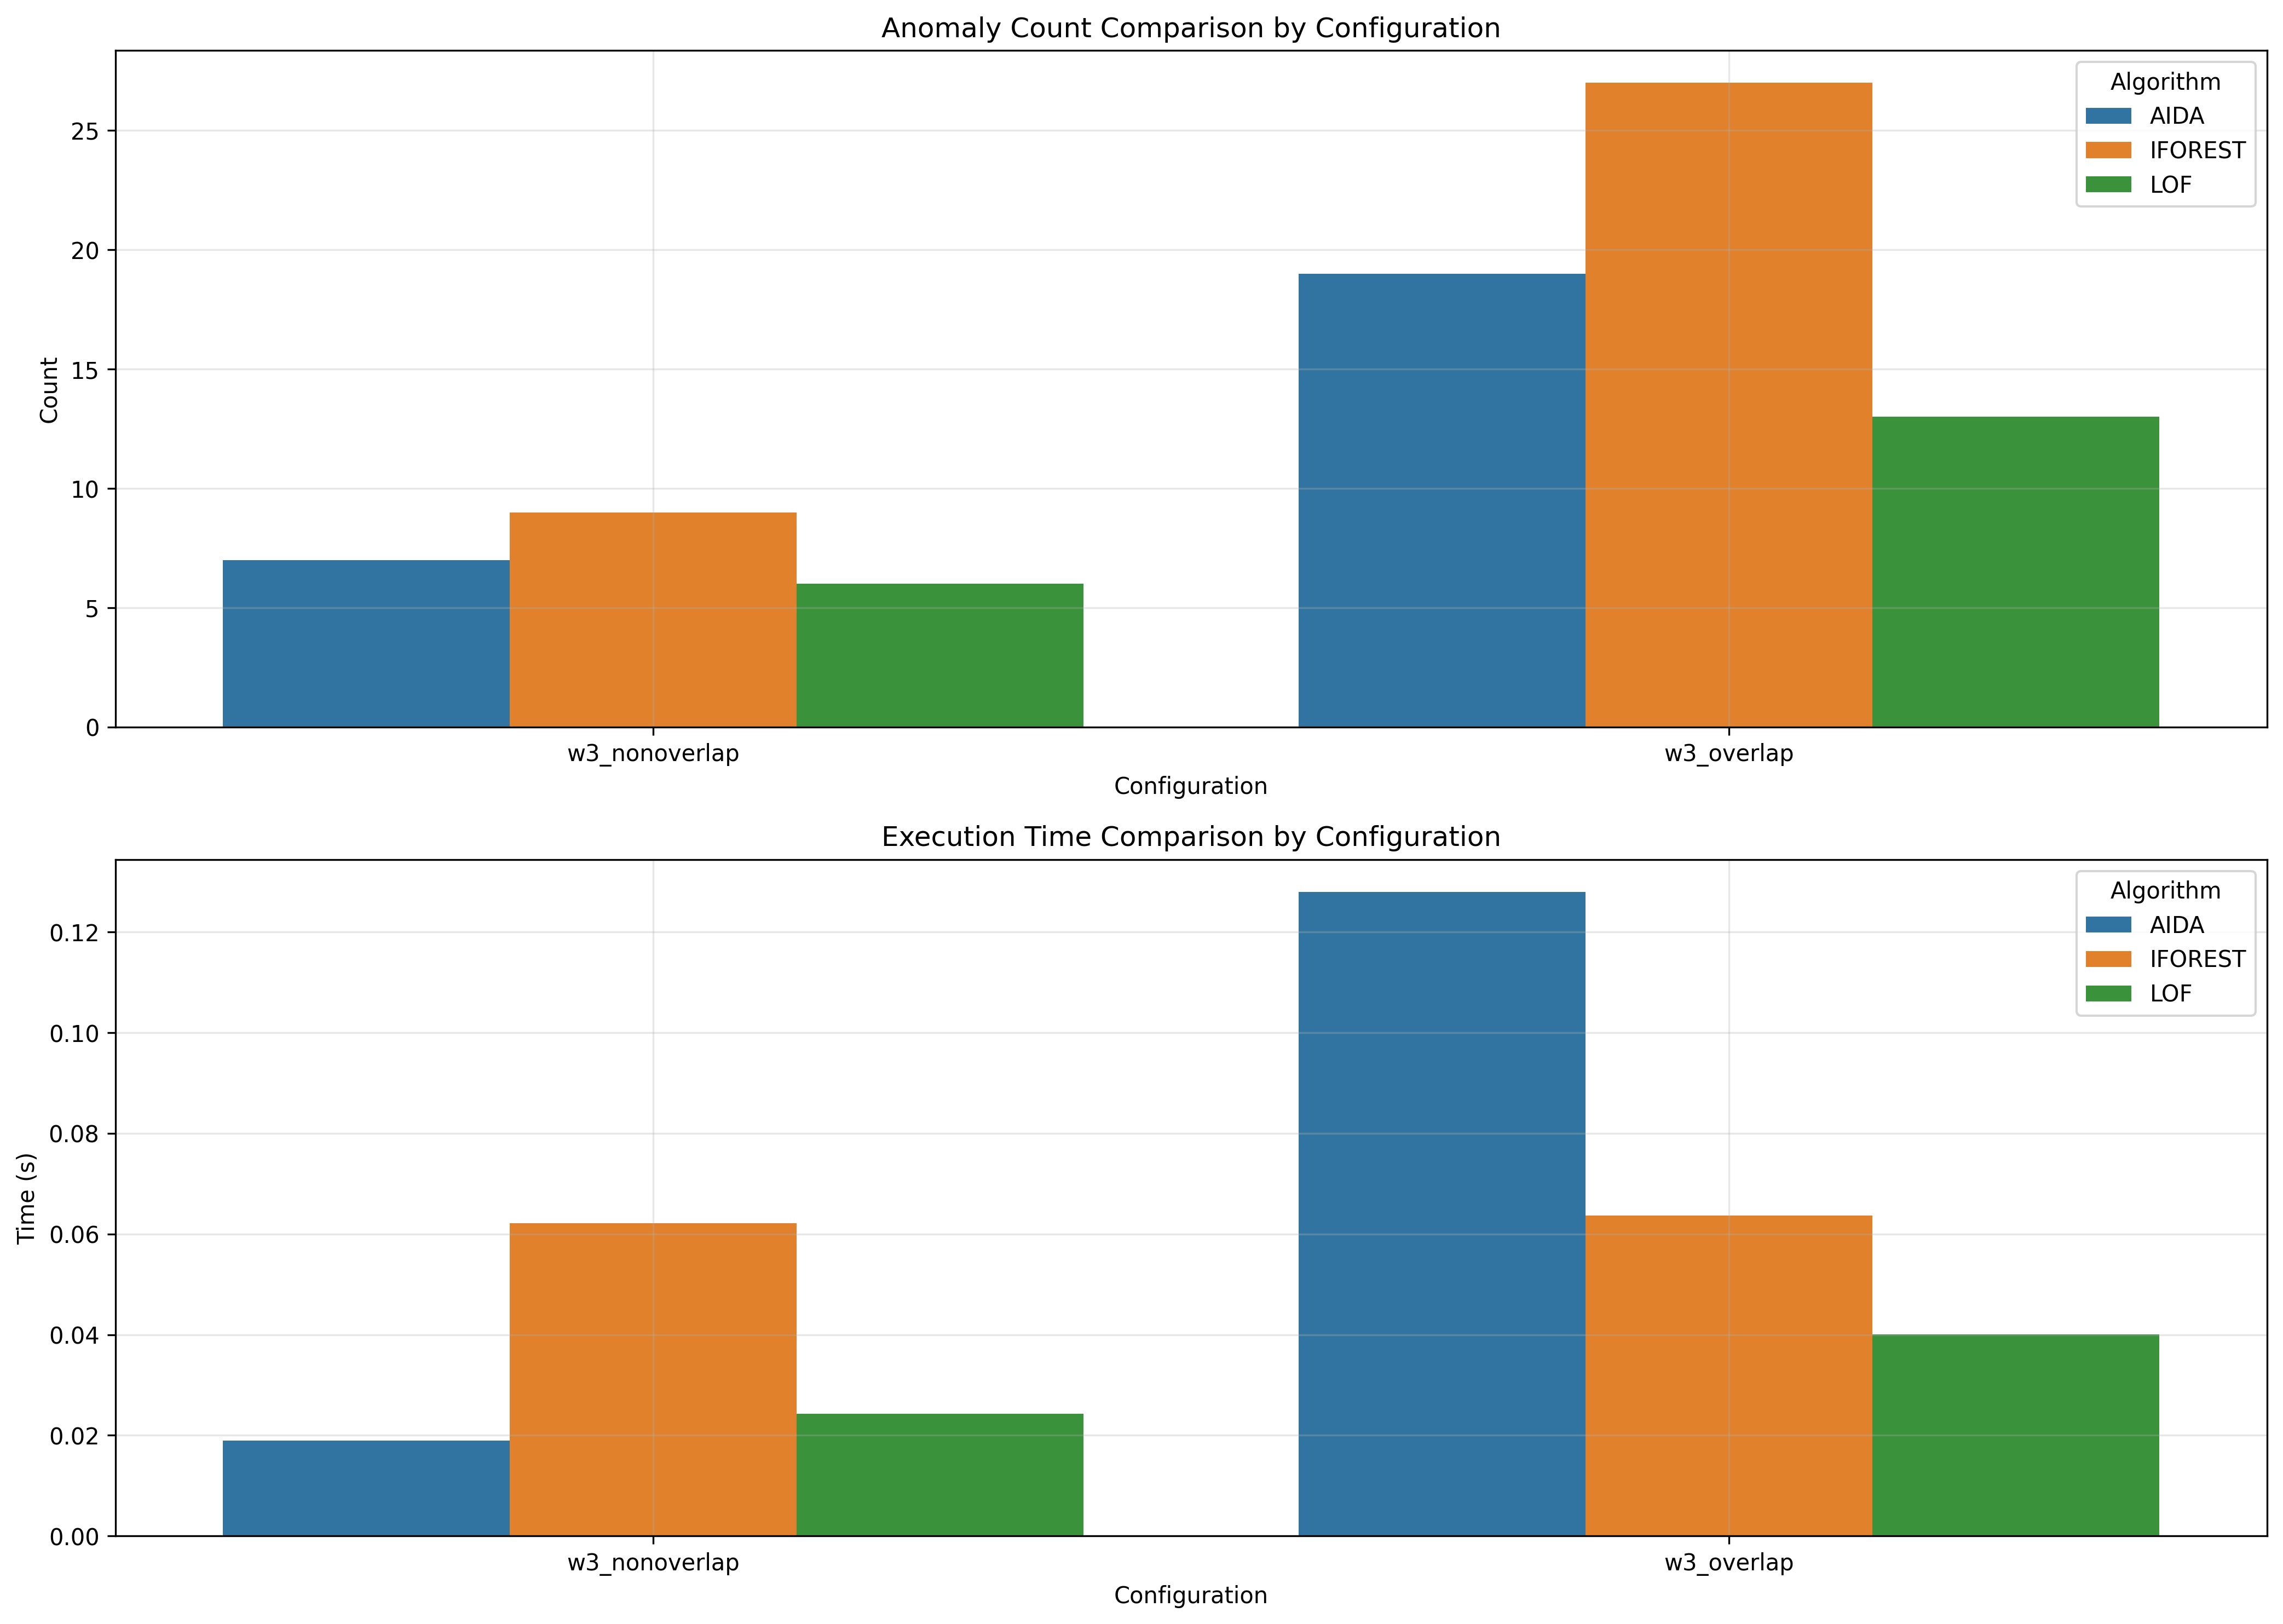 Anomaly Count Comparison by Configuration
Algorithm
AIDA
IFOREST
LOF
25
20
15
10
5
0
Count
w3_nonoverlap
w3_overlap
Configuration
Execution Time Comparison by Configuration
Algorithm
AIDA
IFOREST
LOF
0.12
0.10
0.08
0.06
0.04
0.02
0.00
Time (s)
w3_nonoverlap
w3_overlap
Configuration